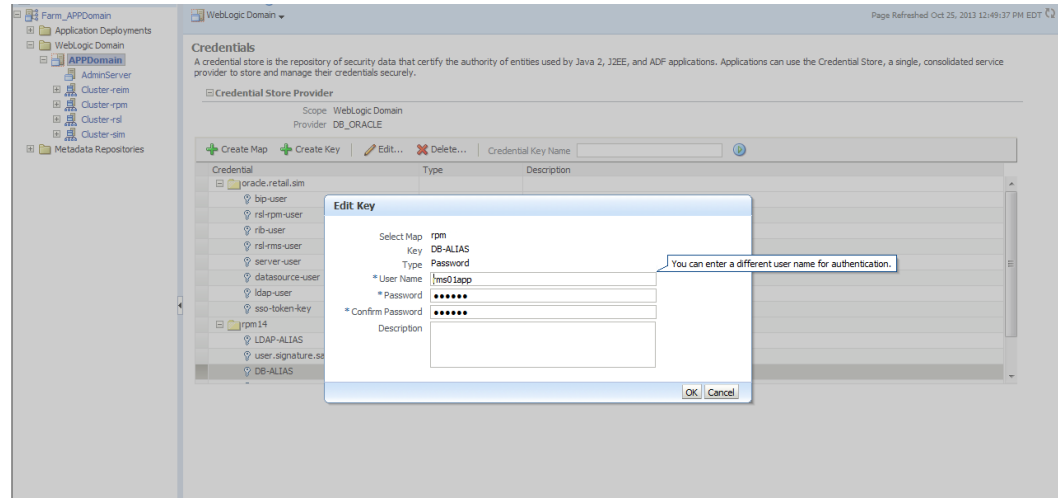 Farm_APPDomain
Application Deployments
WebLogic Domain
APPDomain
AdminServer
Cluster-reim
Cluster-rpm
Cluster-rsl
Cluster-sim
Metadata Repositories
WebLogic Domain
Page Refreshed Oct 25, 2013 12:49:37 PM EDT
Credentials
A credential store is the repository of security data that certify the authority of entities used by Java 2, J2EE, and ADF applications. Applications can use the Credential Store, a single, consolidated service
provider to store and manage their credentials securely.
Credential Store Provider
Scope WebLogic Domain
Provider DB_ORACLE
Create Map Create Key Edit... Delete... Credential Key Name
Credential Type Description
oracle.retail.sim
bip-user
rsl-rpm-user
rib-user
rsl-rms-user
server-user
datasource-user
ldap-user
sso-token-key
rpm14
LDAP-ALIAS
user.signature.sa
DB-ALIAS
Edit Key
Select Map rpm
Key DB-ALIAS
Type Password
* User Name
* Password
* Confirm Password
Description
You can enter a different user name for authentication.
OK Cancel